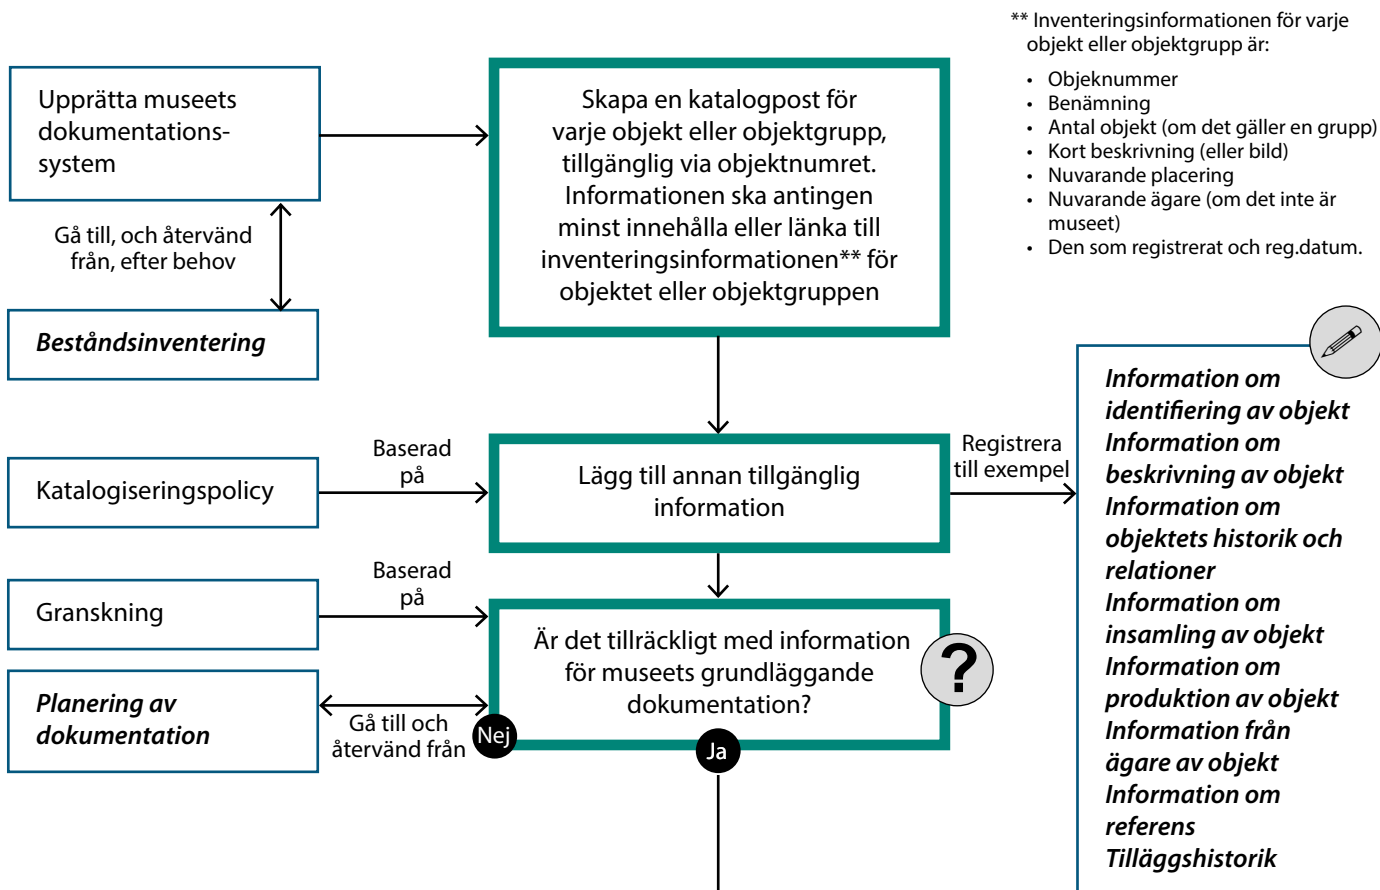 ** Inventeringsinformationen för varje
objekt eller objektgrupp är:
• Objeknummer
• Benämning
• Antal objekt (om det gäller en grupp)
• Kort beskrivning (eller bild)
• Nuvarande placering
• Nuvarande ägare (om det inte är
museet)
• Den som registrerat och reg.datum.
Upprätta museets
dokumentations-
system
Skapa en katalogpost för
varje objekt eller objektgrupp,
tillgänglig via objektnumret.
Informationen ska antingen
minst innehålla eller länka till
inventeringsinformationen** för
objektet eller objektgruppen
Gå till, och återvänd
från, efter behov
Beståndsinventering
Katalogiseringspolicy
Baserad
på
Lägg till annan tillgänglig
information
Registrera
till exempel
Information om
identifiering av objekt
Information om
beskrivning av objekt
Information om
objektets historik och
relationer
Information om
insamling av objekt
Information om
produktion av objekt
Information från
ägare av objekt
Information om
referens
Tilläggshistorik
Granskning
Baserad
på
Är det tillräckligt med information
för museets grundläggande
dokumentation?
?
Planering av
dokumentation
Gå till och
återvänd från
Nej
Ja